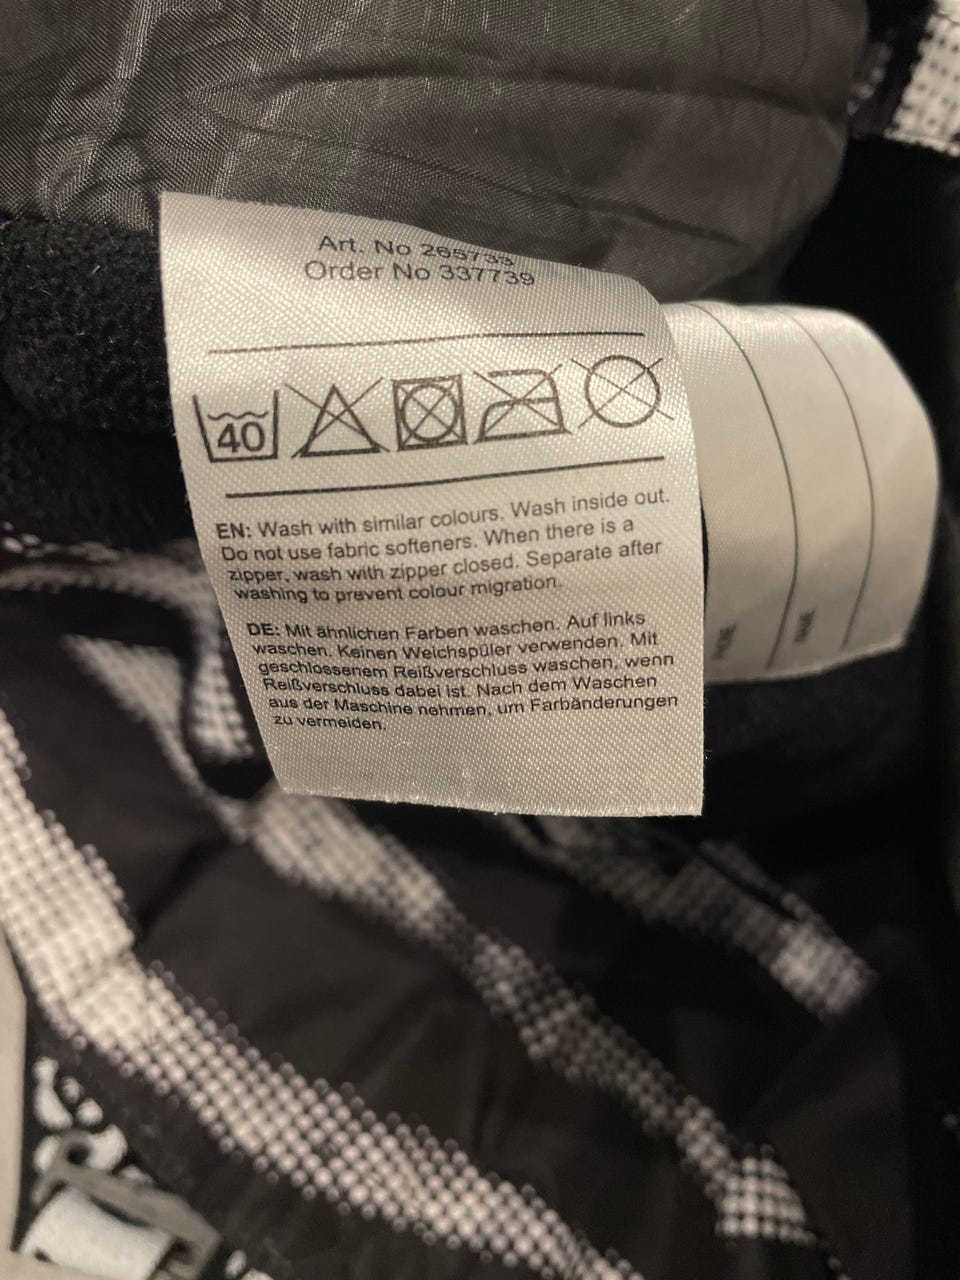 Art. No 265733
Order No 337739
40
EN: Wash with similar colours. Wash inside out.
Do not use fabric softeners. When there is a
zipper, wash with zipper closed. Separate after
washing to prevent colour migration.
DE: Mit ähnlichen Farben waschen. Auf links
waschen. Keinen Weichspüler verwenden. Mit
geschlossenem Reißverschluss waschen, wenn
Reißverschluss dabei ist. Nach dem Waschen
aus der Maschine nehmen, um Farbänderungen
zu vermeiden.